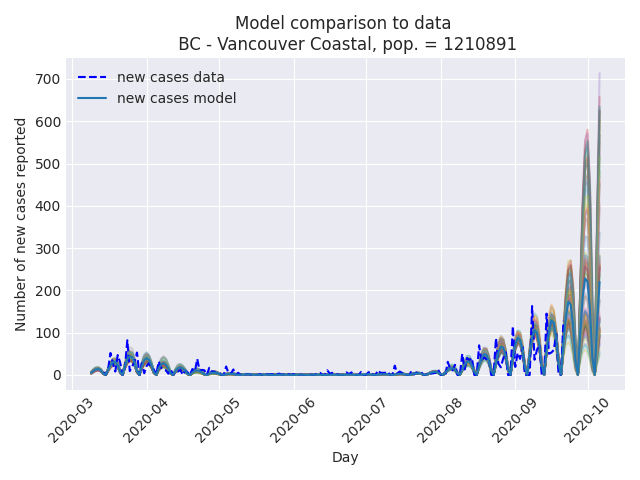 Model comparison to data
BC - Vancouver Coastal, pop. = 1210891
new cases data
new cases model
Number of new cases reported
700
600
500
400
300
200
100
0
2020-03
2020-04
2020-05
2020-06
2020-07
2020-08
2020-09
2020-10
Day